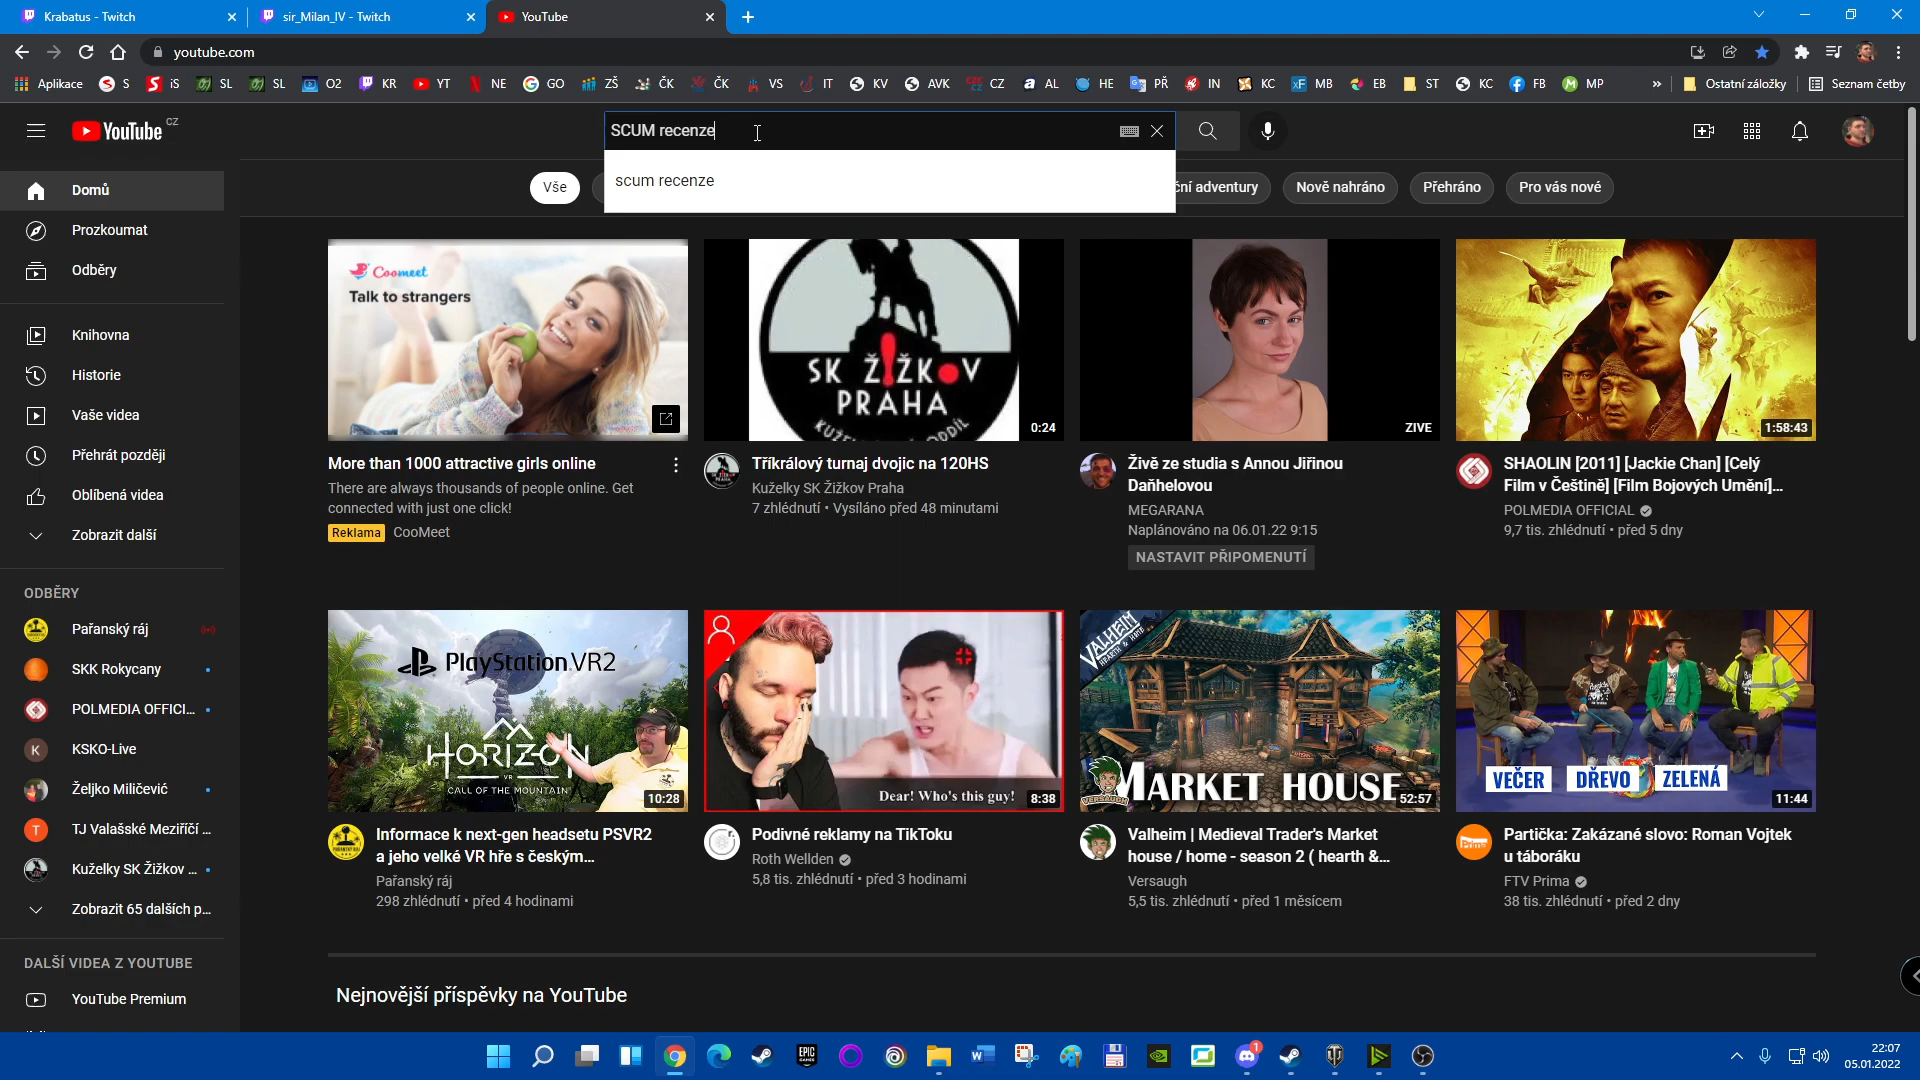 Krabatus - Twitch
sir_Milan_IV - Twitch
YouTube
youtube.com
Aplikace
S
iS
SL
SL
O2
KR
YT
NE
GO
ZŠ
ČK
ČK
VS
IT
KV
AVK
CZ
AL
HE
PŘ
IN
KC
MB
EB
ST
KC
FB
MP
»
Ostatní záložky
Seznam četby
YouTube CZ
SCUM recenze
scum recenze
Vše
ční adventury
Nově nahráno
Přehráno
Pro vás nové
Domů
Prozkoumat
Odběry
Knihovna
Historie
Vaše videa
Přehrát později
Oblíbená videa
Zobrazit další
ODBĚRY
Pařanský ráj
SKK Rokycany
POLMEDIA OFFICI...
K
KSKO-Live
Željko Miličević
T
TJ Valašské Meziříčí ...
Kuželky SK Žižkov ...
Zobrazit 65 dalších p...
DALŠÍ VIDEA Z YOUTUBE
YouTube Premium
Coomeet
Talk to strangers
More than 1000 attractive girls online
There are always thousands of people online. Get
connected with just one click!
Reklama CooMeet
SK ŽIŽKOV
PRAHA
KUŽELKÁŘSKÝ ODDÍL
0:24
Tříkrálový turnaj dvojic na 120HS
Kuželky SK Žižkov Praha
7 zhlédnutí • Vysíláno před 48 minutami
ZIVE
Živě ze studia s Annou Jiřinou
Daňhelovou
MEGARANA
Naplánováno na 06.01.22 9:15
NASTAVIT PŘIPOMENUTÍ
1:58:43
SHAOLIN [2011] [Jackie Chan] [Celý
Film v Češtině] [Film Bojových Umění]...
POLMEDIA OFFICIAL
9,7 tis. zhlédnutí • před 5 dny
PlayStation.VR2
HORIZON
VR
CALL OF THE MOUNTAIN
10:28
Informace k next-gen headsetu PSVR2
a jeho velké VR hře s českým...
Pařanský ráj
298 zhlédnutí • před 4 hodinami
Dear! Who's this guy!
8:38
Podivné reklamy na TikToku
Roth Wellden
5,8 tis. zhlédnutí • před 3 hodinami
VALHEIM
HEARTH & HOME
MARKET HOUSE
VERSAUGH
52:57
Valheim | Medieval Trader's Market
house / home - season 2 ( hearth &...
Versaugh
5,5 tis. zhlédnutí • před 1 měsícem
VEČER
DŘEVO
ZELENÁ
11:44
Prima
Partička: Zakázané slovo: Roman Vojtek
u táboráku
FTV Prima
38 tis. zhlédnutí • před 2 dny
Nejnovější příspěvky na YouTube
EPIC
GAMES
W
1
22:07
05.01.2022